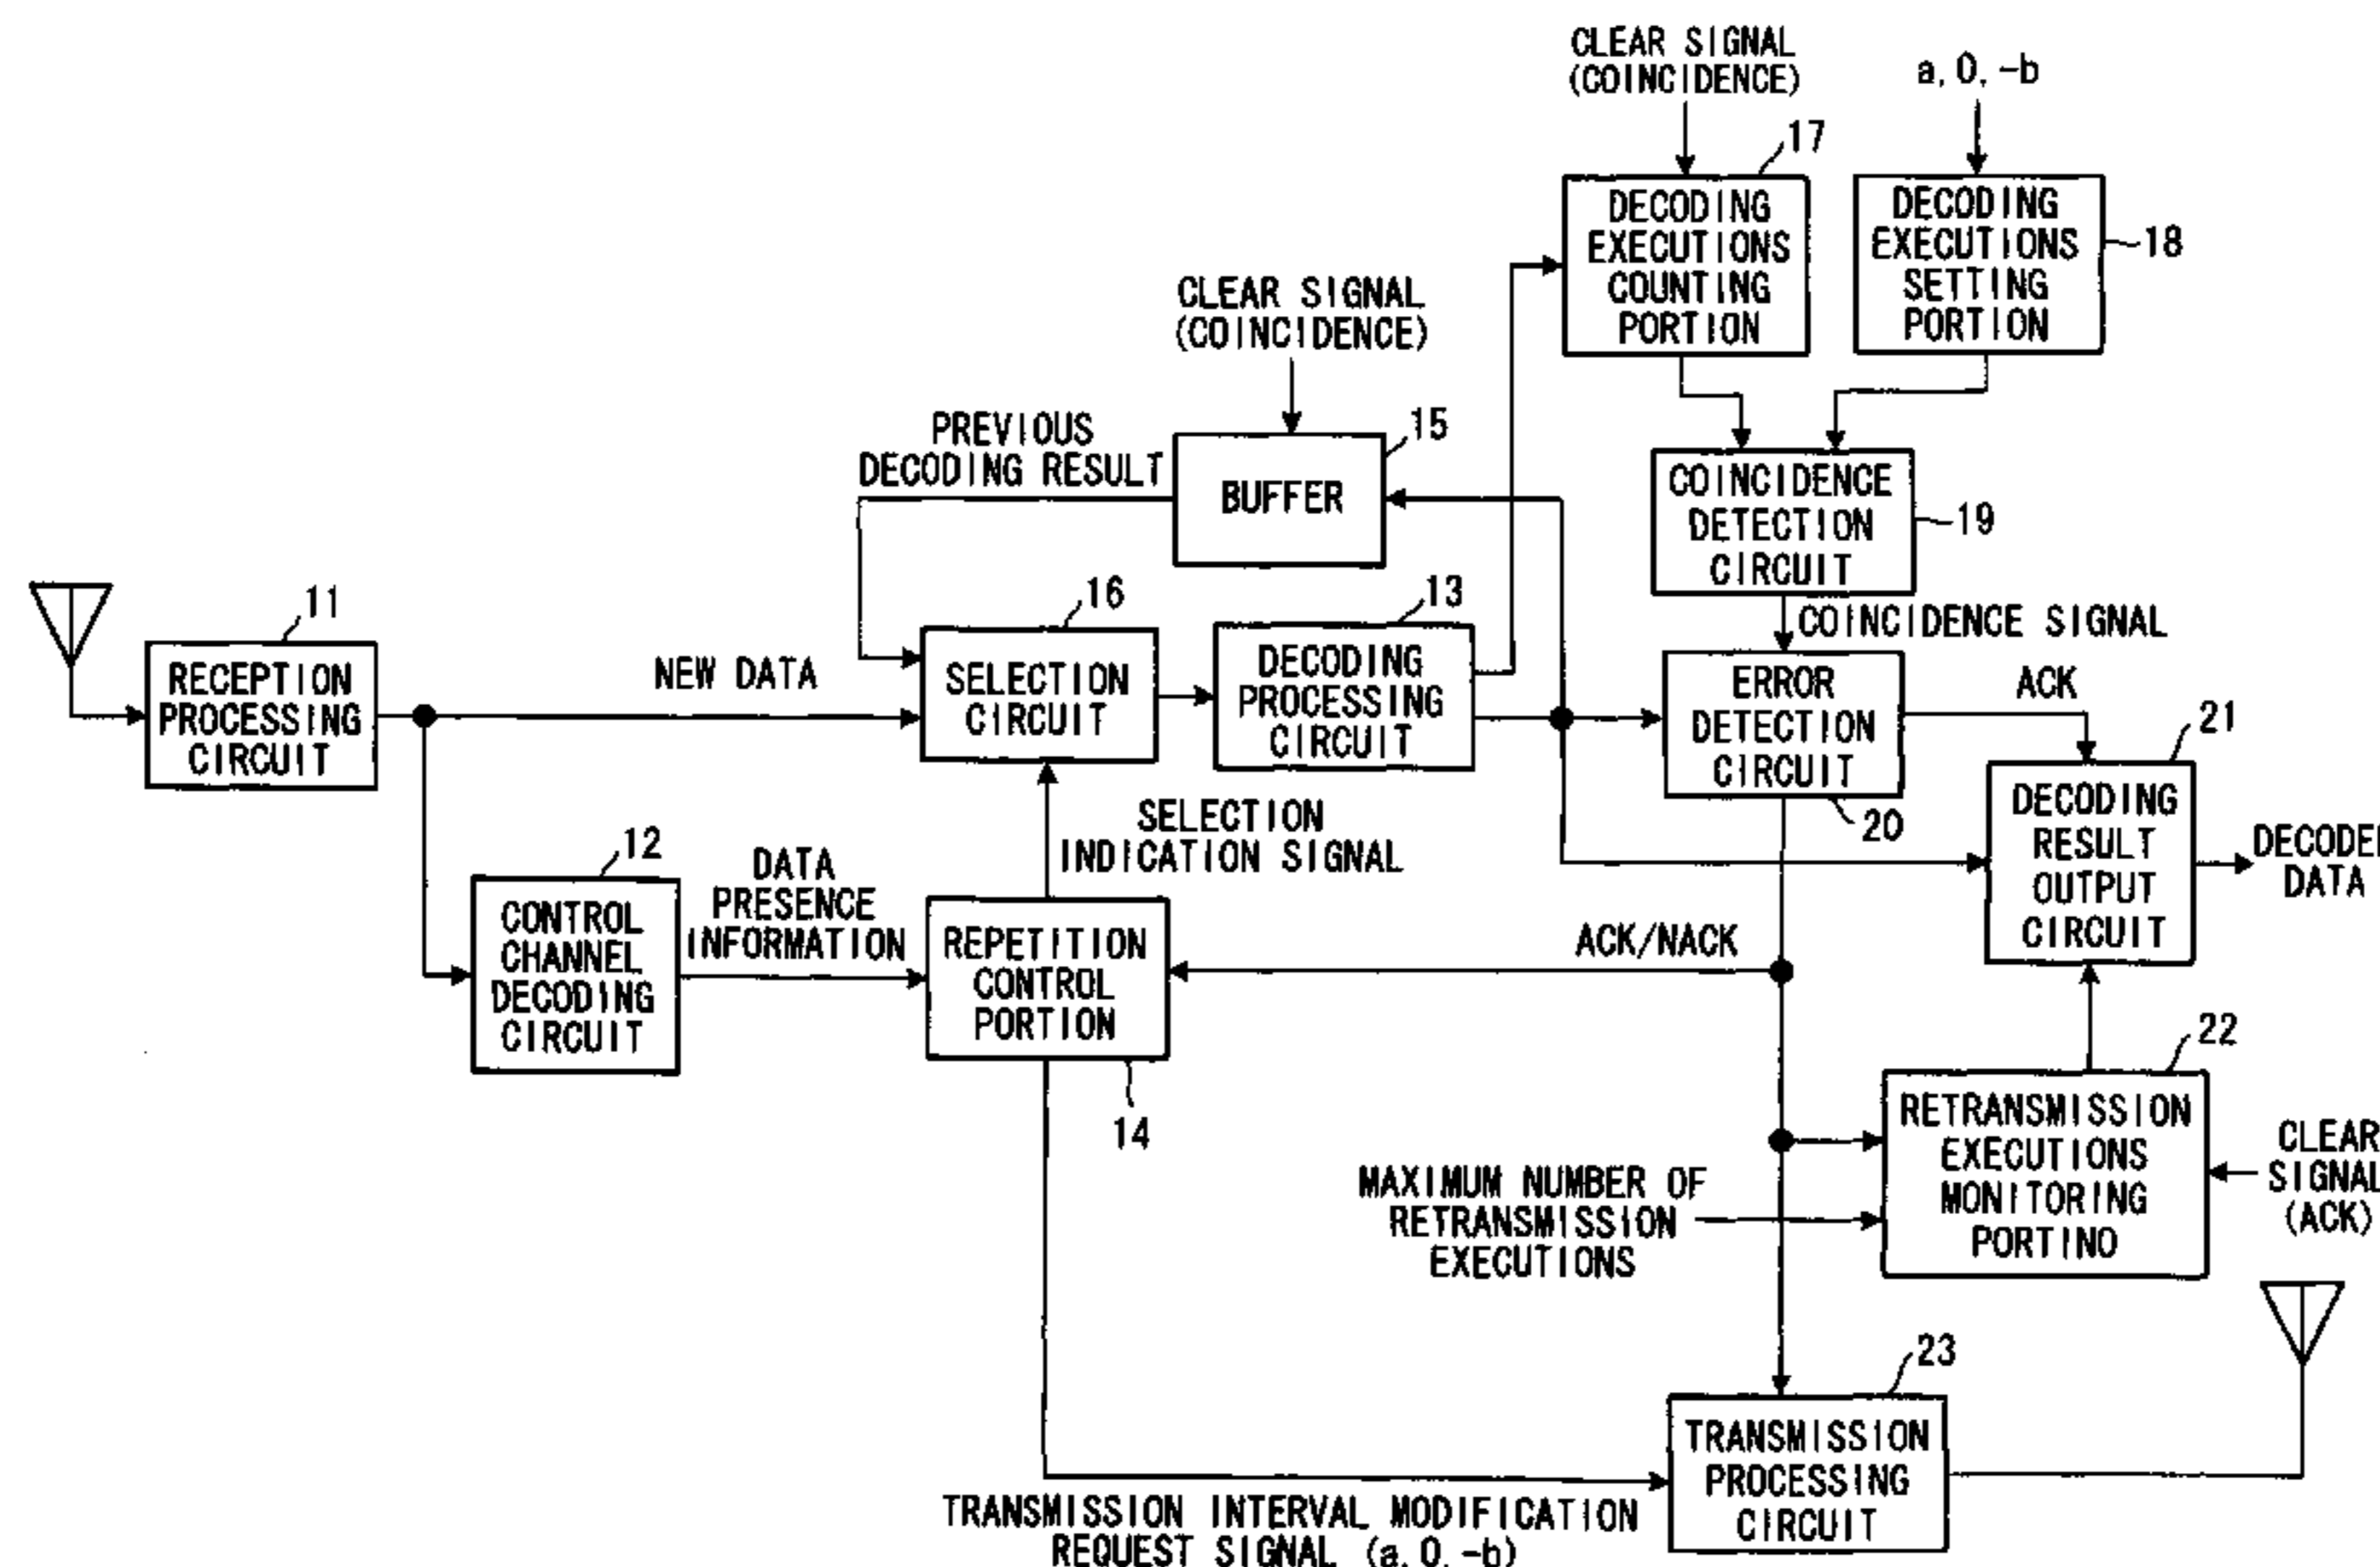 CLEAR SIGNAL
(COINCIDENCE)
a, 0, -b
17
DECODING
EXECUTIONS
COUNTING
PORTION
DECODING
EXECUTIONS
SETTING
PORTION
18
CLEAR SIGNAL
(COINCIDENCE)
PREVIOUS
DECODING RESULT
15
BUFFER
COINCIDENCE
DETECTION
CIRCUIT
19
COINCIDENCE SIGNAL
11
RECEPTION
PROCESSING
CIRCUIT
NEW DATA
16
SELECTION
CIRCUIT
13
DECODING
PROCESSING
CIRCUIT
ERROR
DETECTION
CIRCUIT
20
ACK
21
DECODING
RESULT
OUTPUT
CIRCUIT
DECODED
DATA
SELECTION
INDICATION SIGNAL
12
CONTROL
CHANNEL
DECODING
CIRCUIT
DATA
PRESENCE
INFORMATION
REPETITION
CONTROL
PORTION
14
ACK/NACK
22
RETRANSMISSION
EXECUTIONS
MONITORING
PORTINO
CLEAR
SIGNAL
(ACK)
MAXIMUM NUMBER OF
RETRANSMISSION
EXECUTIONS
23
TRANSMISSION
PROCESSING
CIRCUIT
TRANSMISSION INTERVAL MODIFICATION
REQUEST SIGNAL (a, 0, -b)